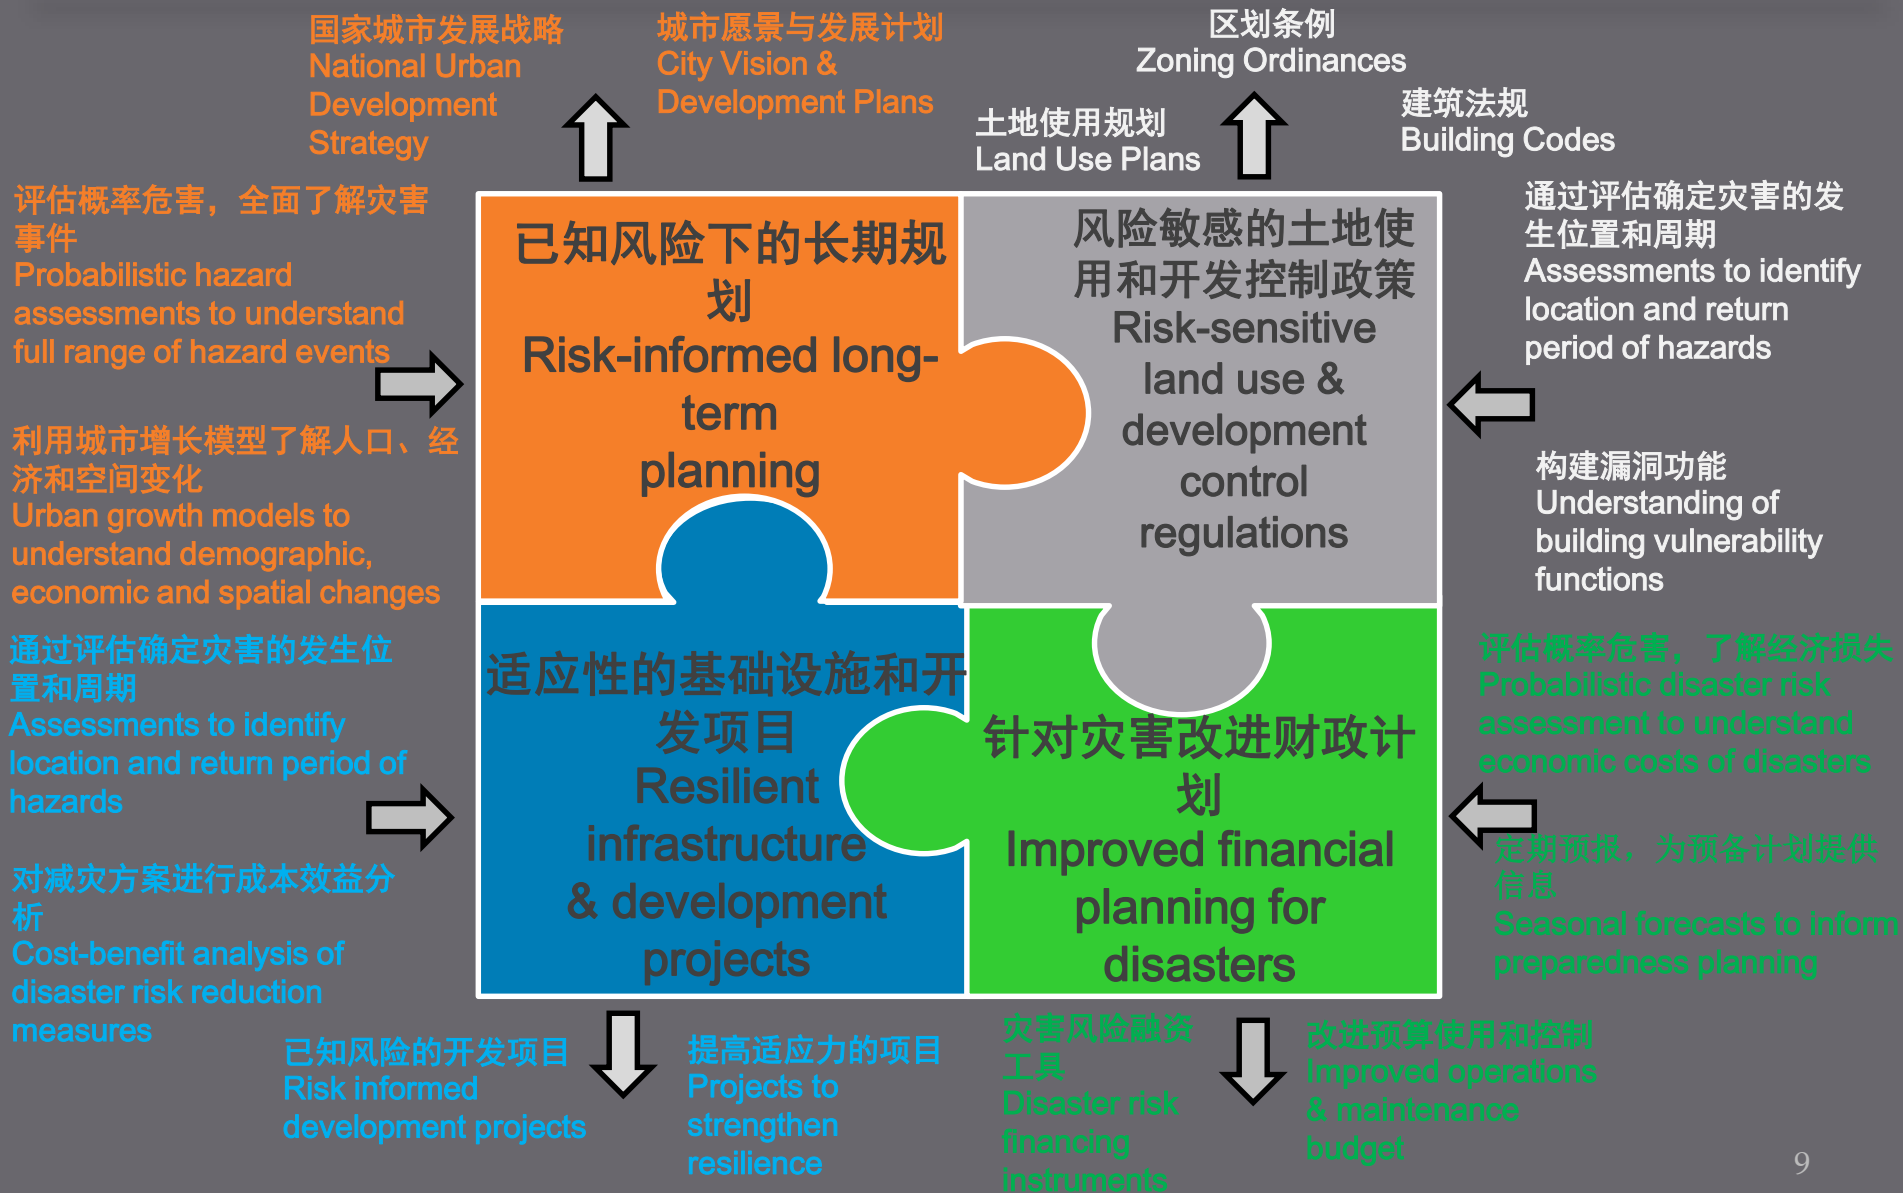 国家城市发展战略
National Urban
Development
Strategy
城市愿景与发展计划
City Vision &
Development Plans
区划条例
Zoning Ordinances
土地使用规划
Land Use Plans
建筑法规
Building Codes
评估概率危害，全面了解灾害
事件
Probabilistic hazard
assessments to understand
full range of hazard events
利用城市增长模型了解人口、经
济和空间变化
Urban growth models to
understand demographic,
economic and spatial changes
已知风险下的长期规
划
Risk-informed long-
term
planning
风险敏感的土地使
用和开发控制政策
Risk-sensitive
land use &
development
control
regulations
通过评估确定灾害的发
生位置和周期
Assessments to identify
location and return
period of hazards
构建漏洞功能
Understanding of
building vulnerability
functions
通过评估确定灾害的发生位
置和周期
Assessments to identify
location and return period of
hazards
对减灾方案进行成本效益分
析
Cost-benefit analysis of
disaster risk reduction
measures
适应性的基础设施和开
发项目
Resilient
infrastructure
& development
projects
针对灾害改进财政计
划
Improved financial
planning for
disasters
评估概率危害，了解经济损失
Probabilistic disaster risk
assessment to understand
economic costs of disasters
定期预报，为预备计划提供
信息
Seasonal forecasts to inform
preparedness planning
已知风险的开发项目
Risk informed
development projects
提高适应力的项目
Projects to
strengthen
resilience
灾害风险融资
工具
Disaster risk
financing
instruments
改进预算使用和控制
Improved operations
& maintenance
budget
9